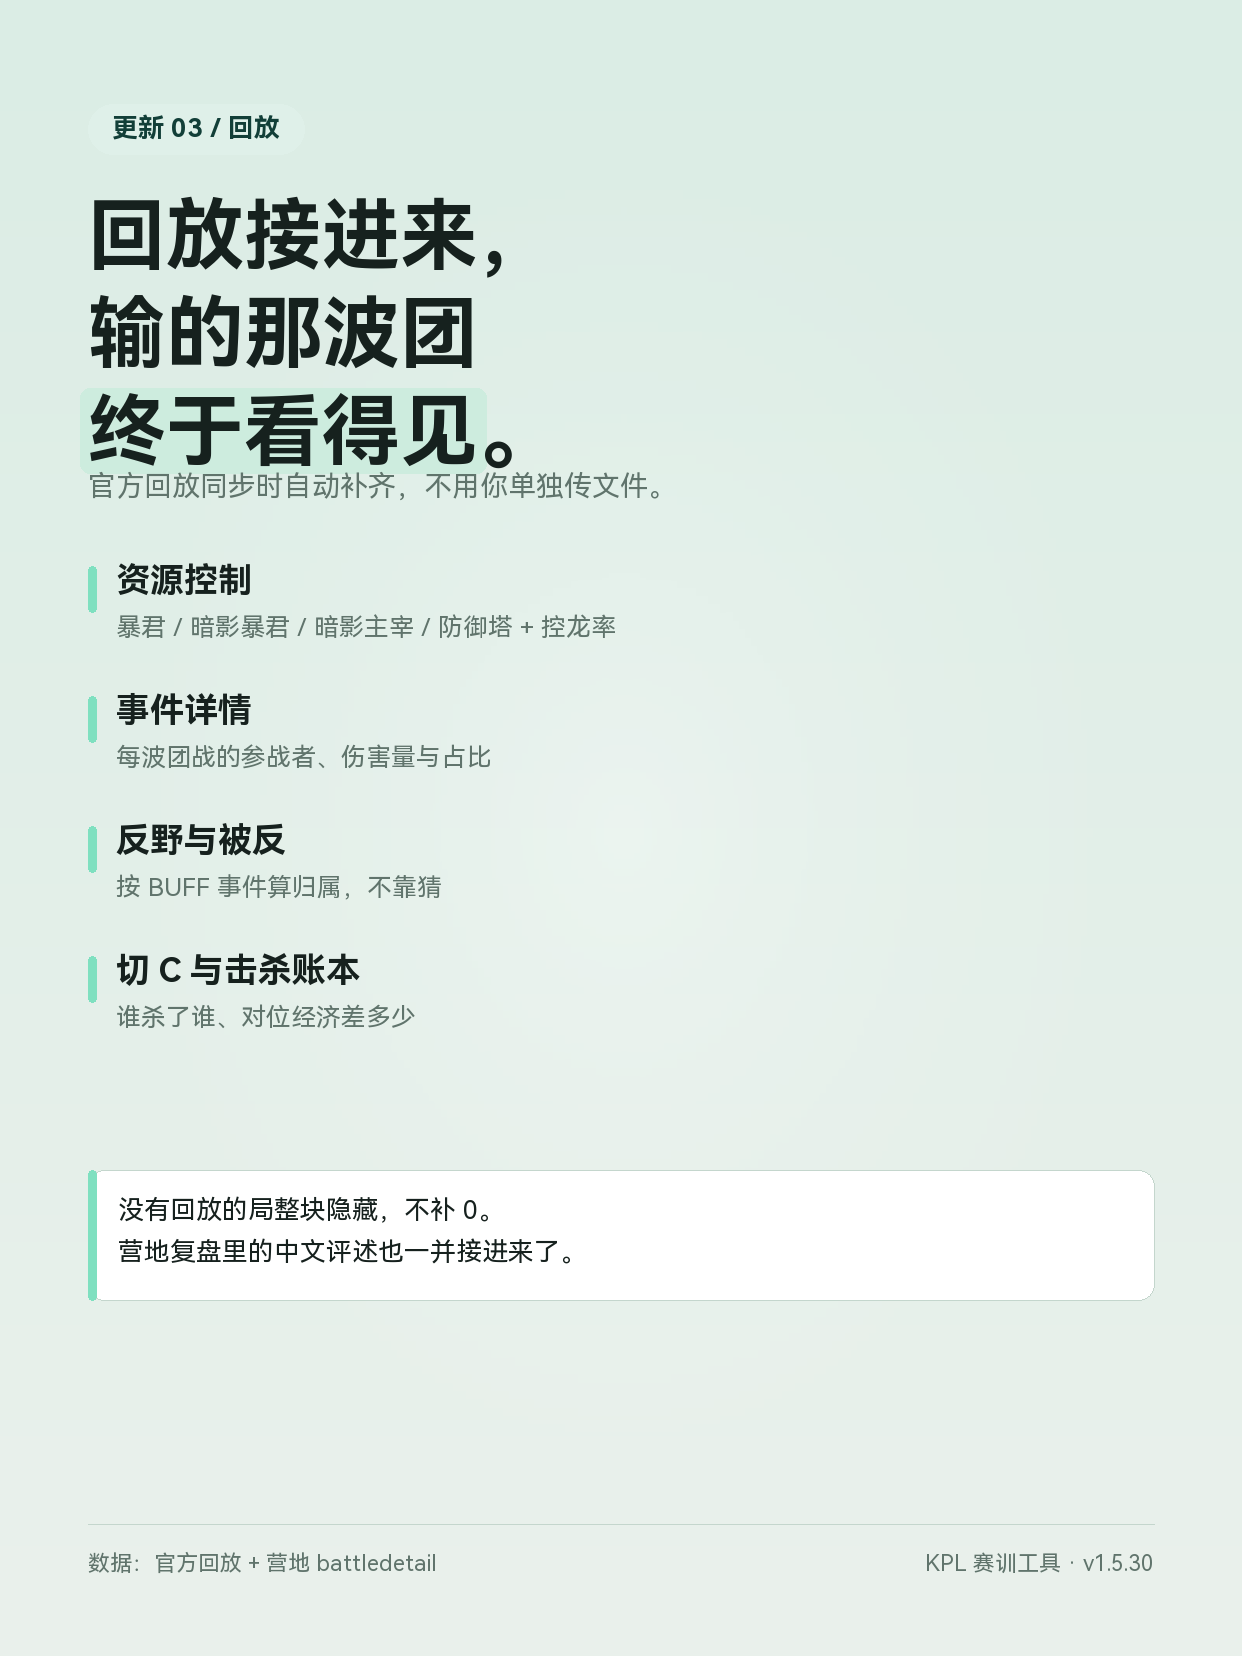 更新 03 / 回放
回放接进来，
输的那波团
终于看得见。
官方回放同步时自动补齐，不用你单独传文件。
资源控制
暴君 / 暗影暴君 / 暗影主宰 / 防御塔 + 控龙率
事件详情
每波团战的参战者、伤害量与占比
反野与被反
按 BUFF 事件算归属，不靠猜
切 C 与击杀账本
谁杀了谁、对位经济差多少
没有回放的局整块隐藏，不补 0。
营地复盘里的中文评述也一并接进来了。
数据：官方回放 + 营地 battledetail
KPL 赛训工具 · v1.5.30